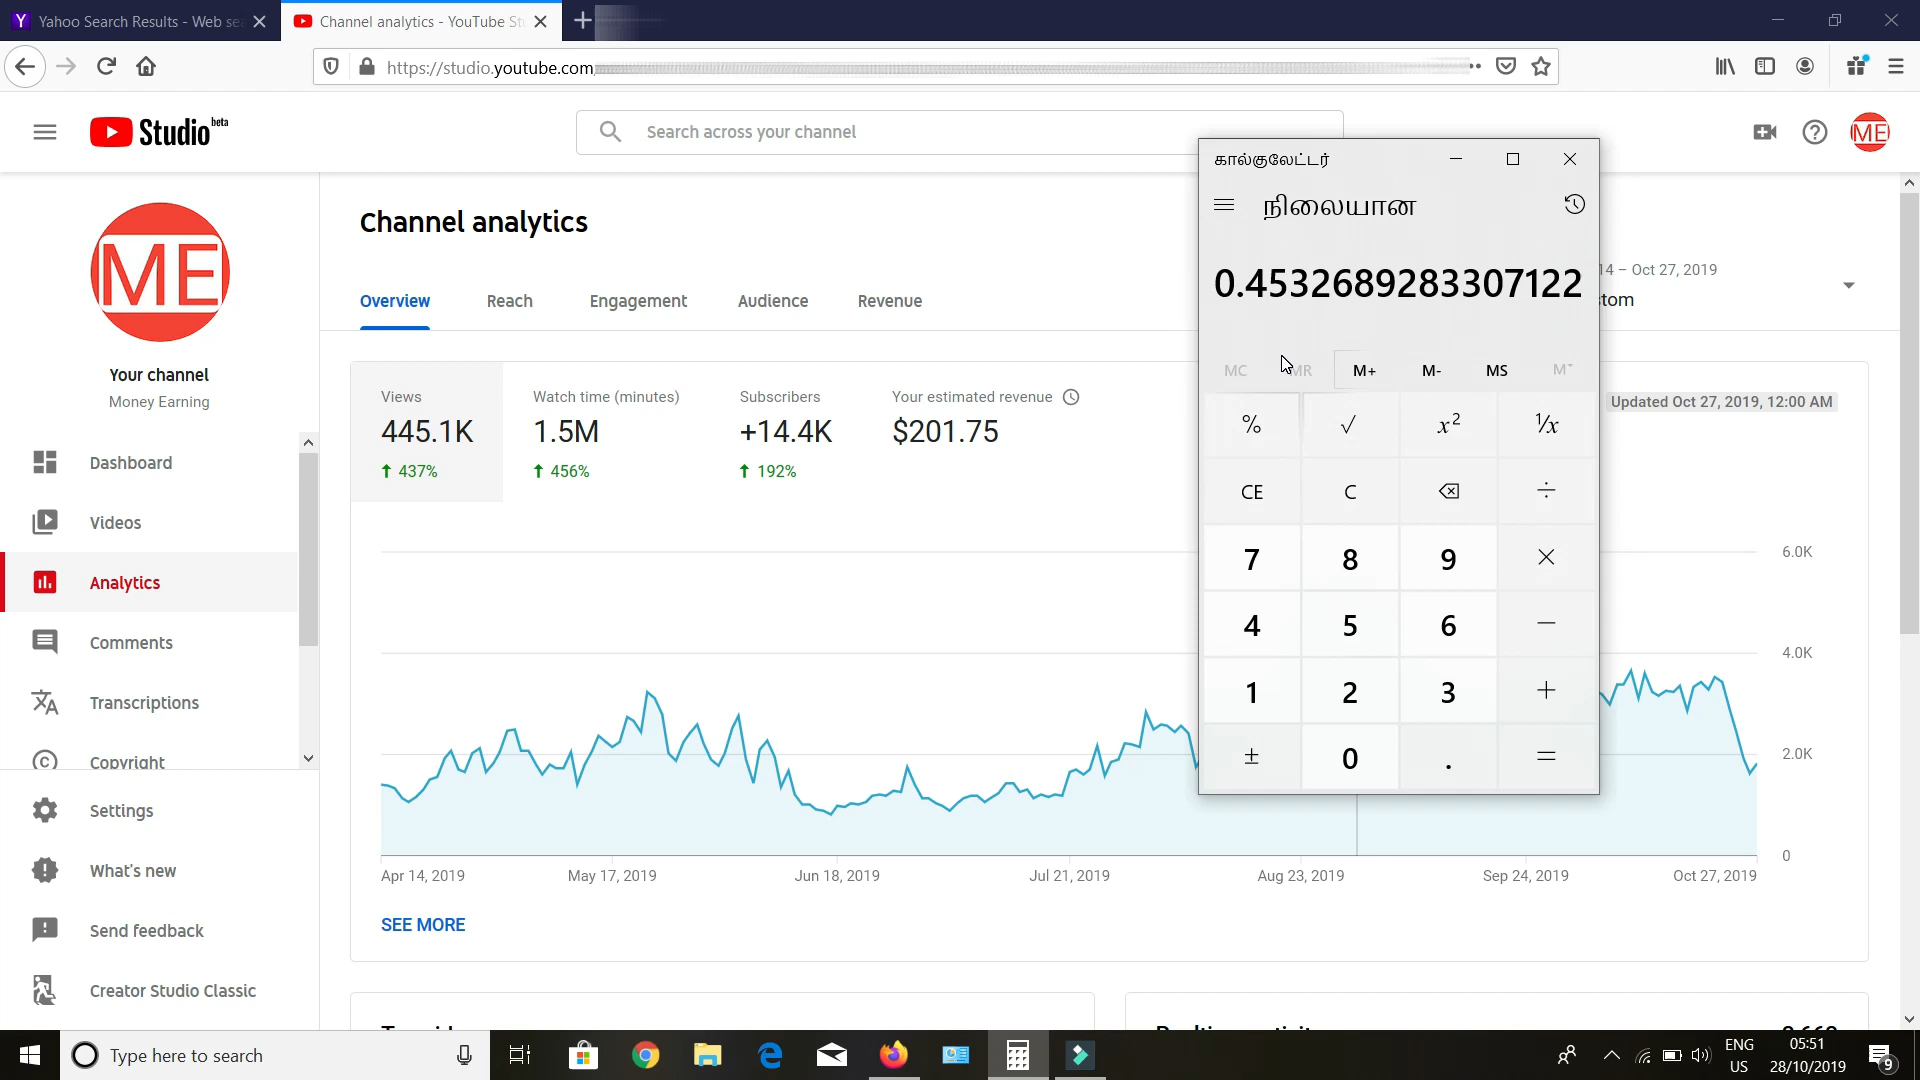 Yahoo Search Results - Web sea
Channel analytics - YouTube St
https://studio.youtube.com
Studio beta
Search across your channel
ME
Channel analytics
14 – Oct 27, 2019
stom
Overview
Reach
Engagement
Audience
Revenue
ME
Your channel
Money Earning
Dashboard
Videos
Analytics
Comments
Transcriptions
Copyright
Settings
What's new
Send feedback
Creator Studio Classic
Views
445.1K
437%
Watch time (minutes)
1.5M
456%
Subscribers
+14.4K
192%
Your estimated revenue
$201.75
Updated Oct 27, 2019, 12:00 AM
6.0K
4.0K
2.0K
0
Apr 14, 2019
May 17, 2019
Jun 18, 2019
Jul 21, 2019
Aug 23, 2019
Sep 24, 2019
Oct 27, 2019
SEE MORE
கால்குலேட்டர்
நிலையான
0.4532689283307122
MC MR M+ M- MS M˅
% √ x² ¹/x
CE C ÷
7 8 9 ×
4 5 6 −
1 2 3 +
± 0 . =
Type here to search
ENG
US
05:51
28/10/2019
9